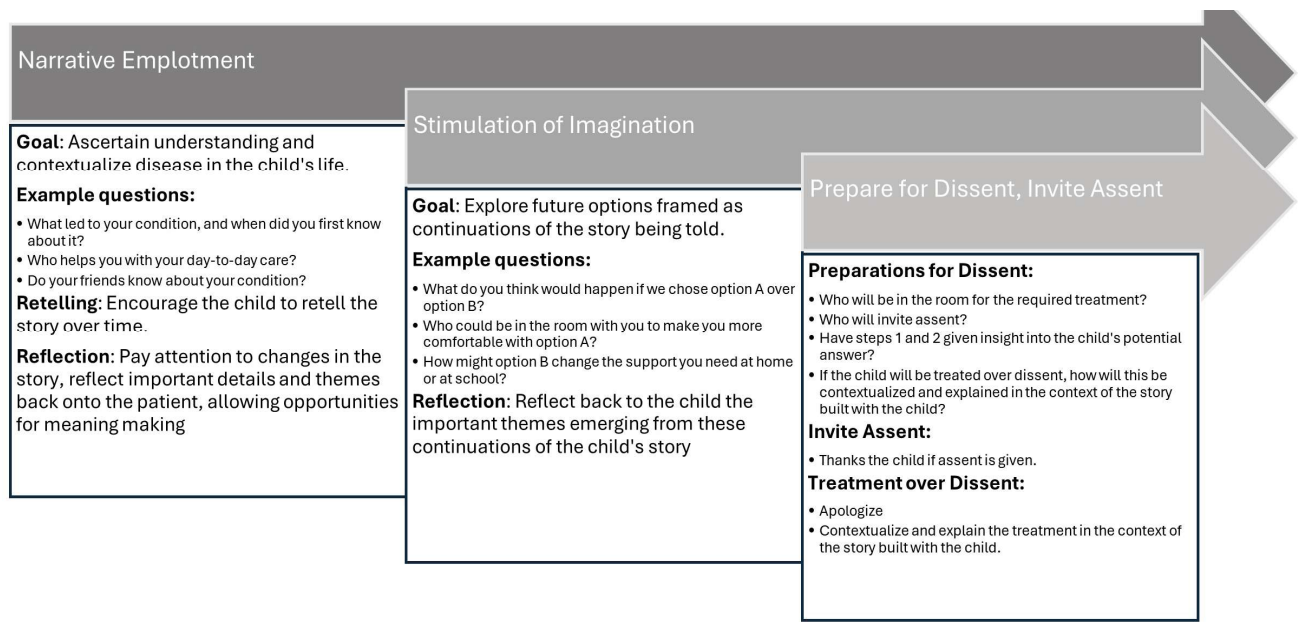 Narrative Emplotment
Goal: Ascertain understanding and
contextualize disease in the child's life.
Example questions:
• What led to your condition, and when did you first know
about it?
• Who helps you with your day-to-day care?
• Do your friends know about your condition?
Retelling: Encourage the child to retell the
story over time.
Reflection: Pay attention to changes in the
story, reflect important details and themes
back onto the patient, allowing opportunities
for meaning making
Stimulation of Imagination
Goal: Explore future options framed as
continuations of the story being told.
Example questions:
• What do you think would happen if we chose option A over
option B?
• Who could be in the room with you to make you more
comfortable with option A?
• How might option B change the support you need at home
or at school?
Reflection: Reflect back to the child the
important themes emerging from these
continuations of the child's story
Prepare for Dissent, Invite Assent
Preparations for Dissent:
• Who will be in the room for the required treatment?
• Who will invite assent?
• Have steps 1 and 2 given insight into the child's potential
answer?
• If the child will be treated over dissent, how will this be
contextualized and explained in the context of the story
built with the child?
Invite Assent:
• Thanks the child if assent is given.
Treatment over Dissent:
• Apologize
• Contextualize and explain the treatment in the context of
the story built with the child.